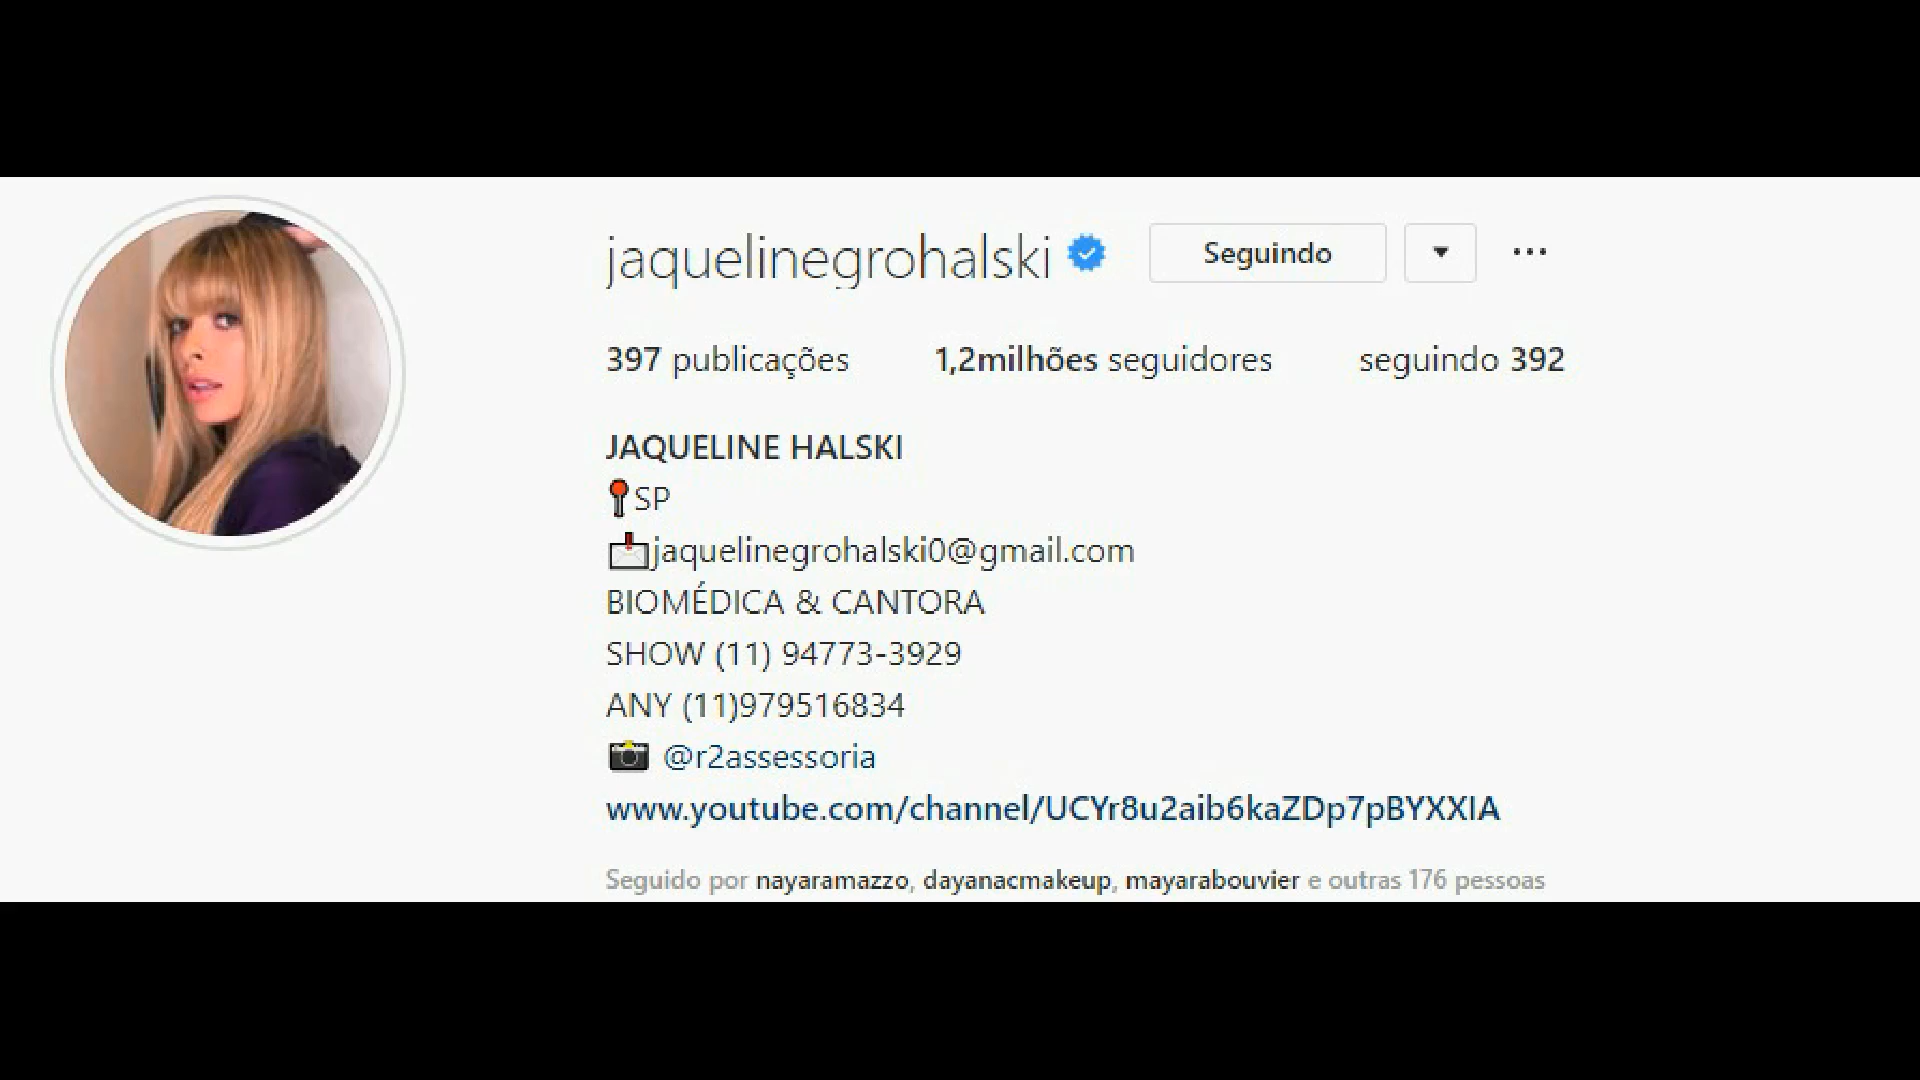 jaquelinegrohalski Seguindo
397 publicações 1,2milhões seguidores seguindo 392
JAQUELINE HALSKI
SP
jaquelinegrohalski0@gmail.com
BIOMÉDICA & CANTORA
SHOW (11) 94773-3929
ANY (11)979516834
@r2assessoria
www.youtube.com/channel/UCYr8u2aib6kaZDp7pBYXXIA
Seguido por nayaramazzo, dayanacmakeup, mayarabouvier e outras 176 pessoas